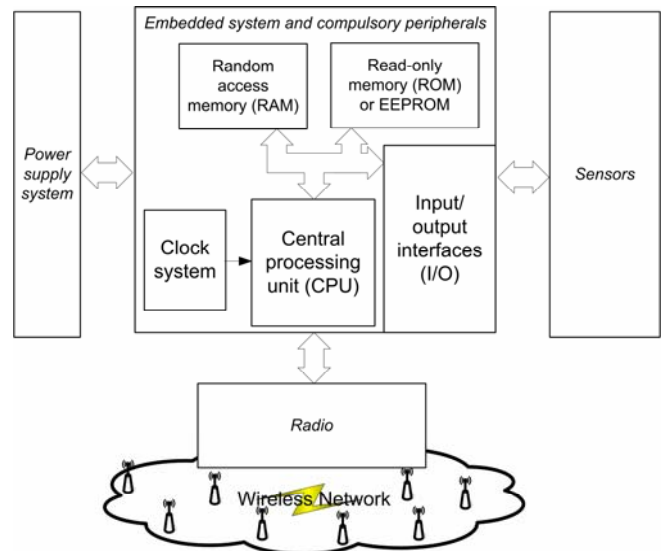 Embedded system and compulsory peripherals
Random
access
memory (RAM)
Read-only
memory (ROM)
or EEPROM
Power
supply
system
Input/
output
interfaces
(I/O)
Sensors
Clock
system
Central
processing
unit (CPU)
Radio
Wireless Network